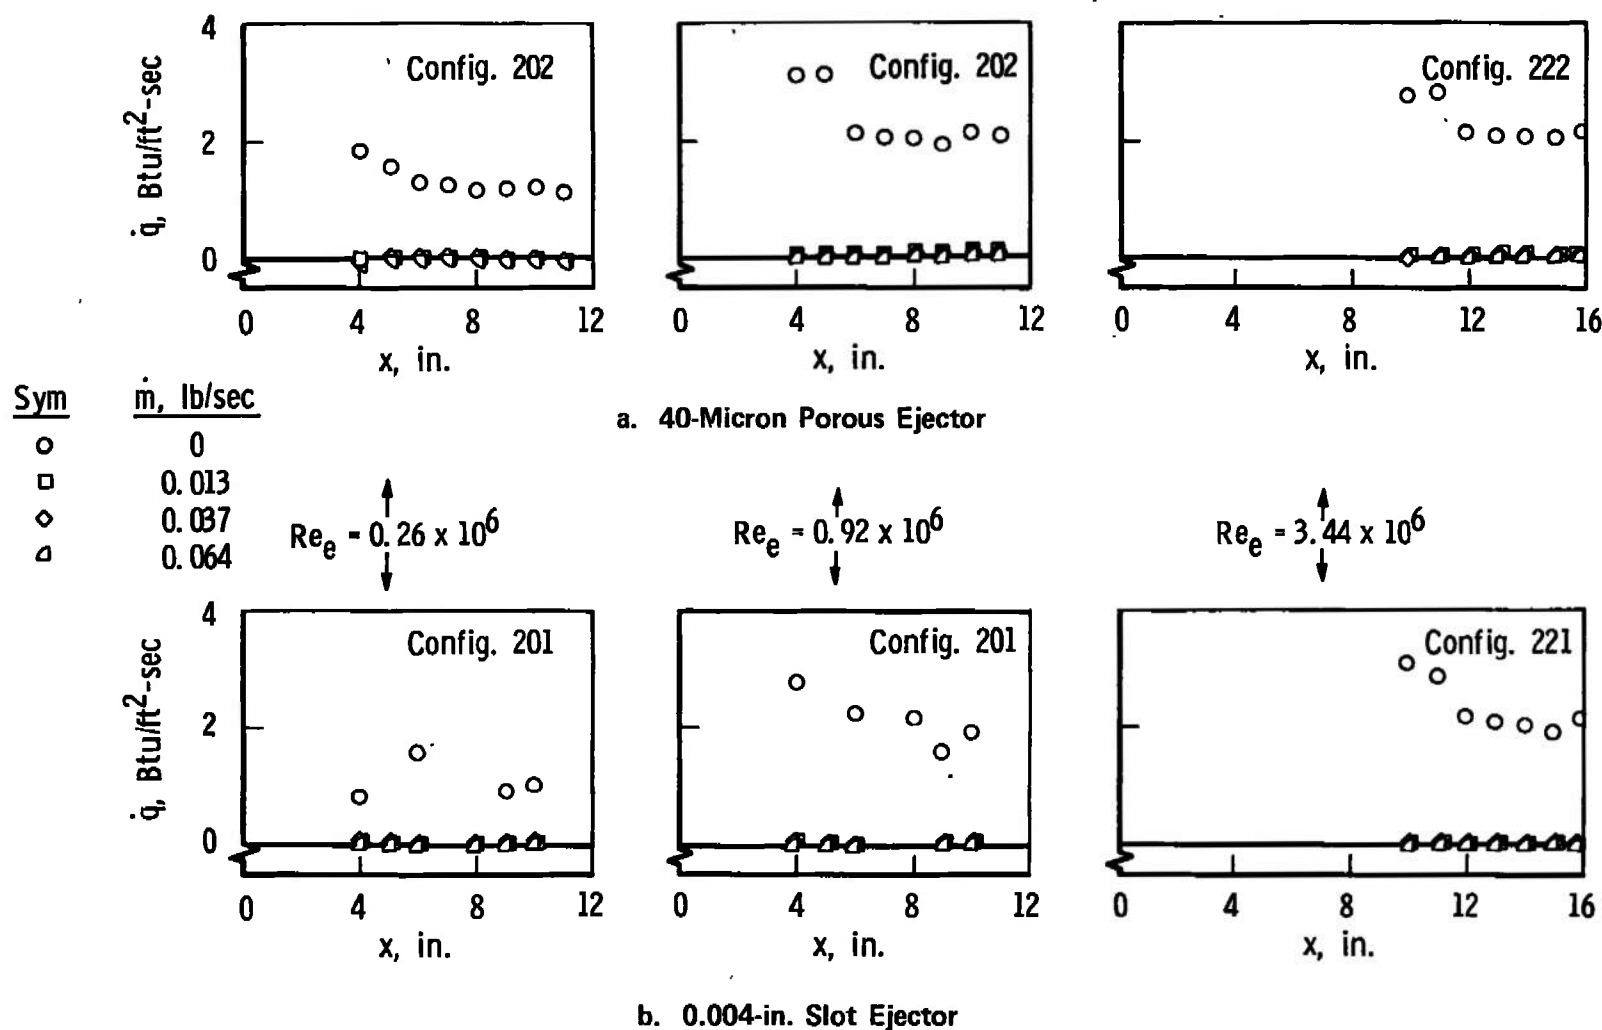 4
2
0
q̇, Btu/ft²-sec
Config. 202
0 4 8 12
x, in.
Config. 202
0 4 8 12
x, in.
Config. 222
0 4 8 12 16
x, in.
a. 40-Micron Porous Ejector
Sym ṁ, lb/sec
○ 0
□ 0.013
◇ 0.037
0.064
Re_e = 0.26 x 10⁶
Re_e = 0.92 x 10⁶
Re_e = 3.44 x 10⁶
4
2
0
q̇, Btu/ft²-sec
Config. 201
0 4 8 12
x, in.
Config. 201
0 4 8 12
x, in.
Config. 221
0 4 8 12 16
x, in.
b. 0.004-in. Slot Ejector